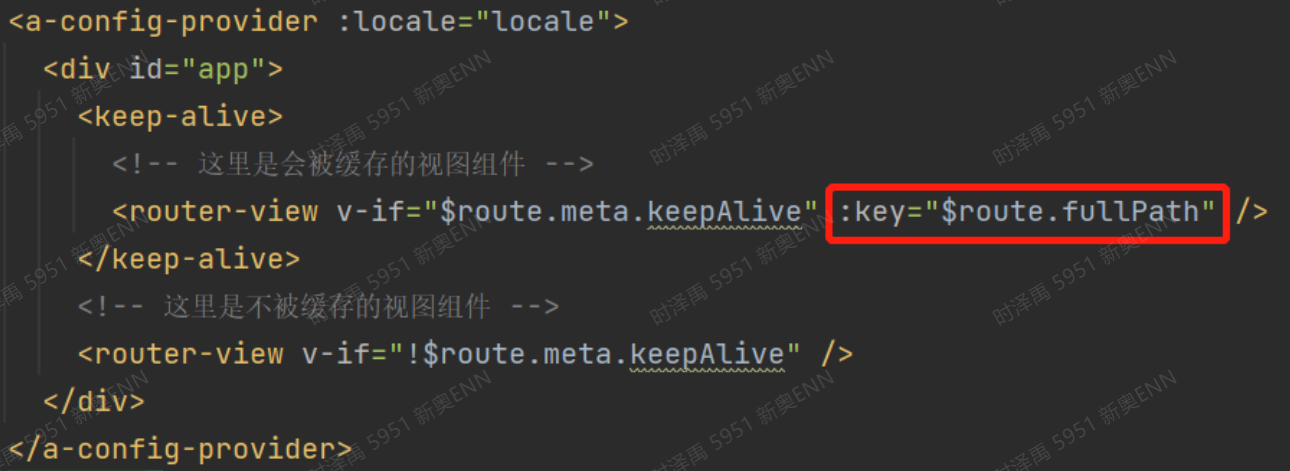 <a-config-provider :locale="locale">
<div id="app">
<keep-alive>
<!-- 这里是会被缓存的视图组件 -->
<router-view v-if="$route.meta.keepAlive" :key="$route.fullPath" />
</keep-alive>
<!-- 这里是不被缓存的视图组件 -->
<router-view v-if="!$route.meta.keepAlive" />
</div>
</a-config-provider>
时泽禹 5951 新奥ENN